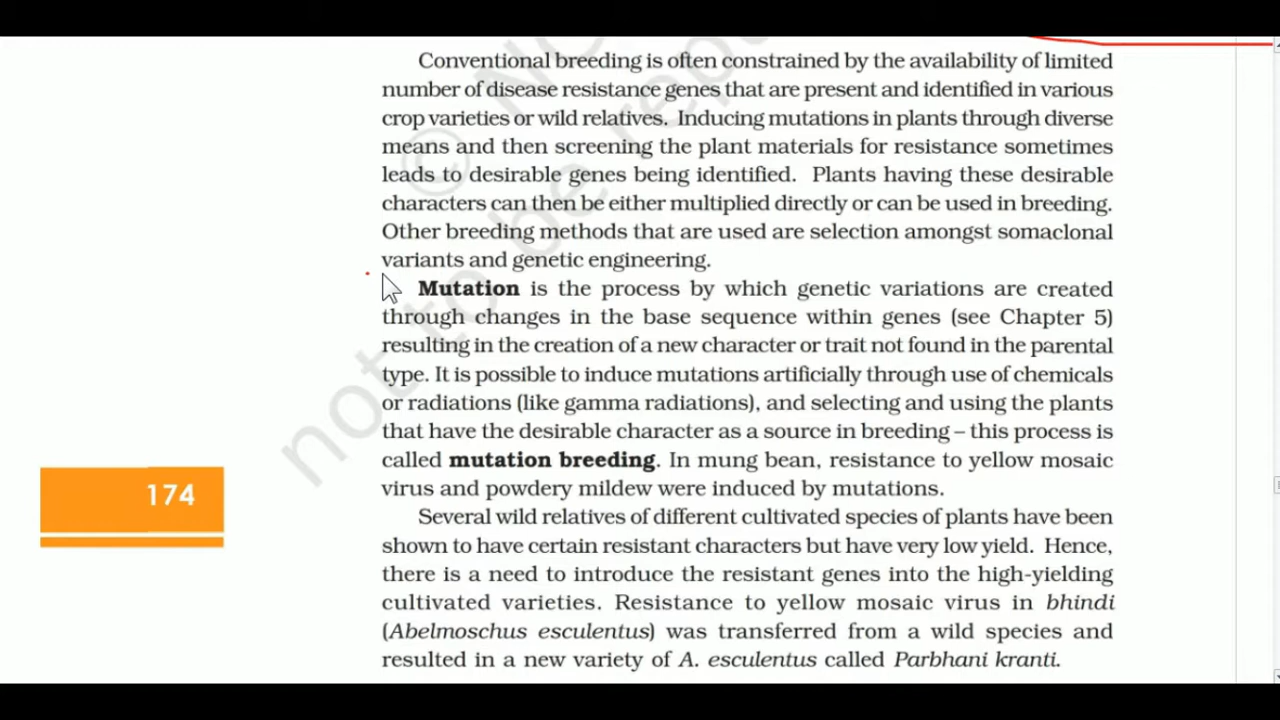 Conventional breeding is often constrained by the availability of limited
number of disease resistance genes that are present and identified in various
crop varieties or wild relatives. Inducing mutations in plants through diverse
means and then screening the plant materials for resistance sometimes
leads to desirable genes being identified. Plants having these desirable
characters can then be either multiplied directly or can be used in breeding.
Other breeding methods that are used are selection amongst somaclonal
variants and genetic engineering.
Mutation is the process by which genetic variations are created
through changes in the base sequence within genes (see Chapter 5)
resulting in the creation of a new character or trait not found in the parental
type. It is possible to induce mutations artificially through use of chemicals
or radiations (like gamma radiations), and selecting and using the plants
that have the desirable character as a source in breeding – this process is
called mutation breeding. In mung bean, resistance to yellow mosaic
virus and powdery mildew were induced by mutations.
Several wild relatives of different cultivated species of plants have been
shown to have certain resistant characters but have very low yield. Hence,
there is a need to introduce the resistant genes into the high-yielding
cultivated varieties. Resistance to yellow mosaic virus in bhindi
(Abelmoschus esculentus) was transferred from a wild species and
resulted in a new variety of A. esculentus called Parbhani kranti.
174
© N
not to be rep